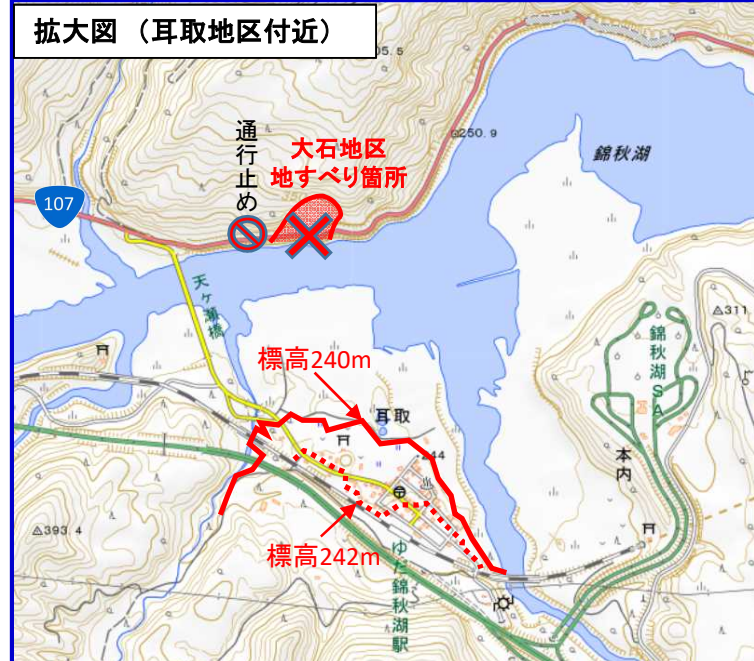 拡大図 （耳取地区付近）
05.5
通行止め
大石地区
地すべり箇所
250.9
錦秋湖
107
天ヶ瀬橋
311
標高240m
耳取
錦秋湖SA
244
本内
393.4
標高242m
ゆだ錦秋湖駅